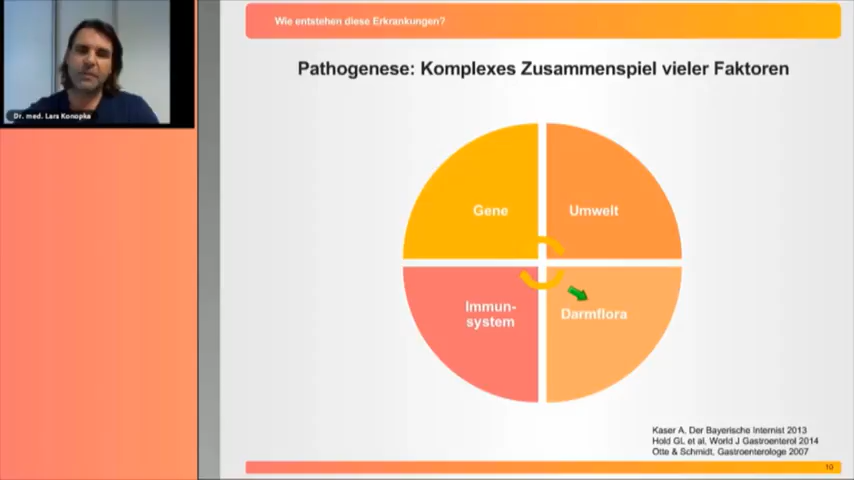 Wie entstehen diese Erkrankungen?
Pathogenese: Komplexes Zusammenspiel vieler Faktoren
Dr. med. Lars Konopka
Gene
Umwelt
Immun-
system
Darmflora
Kaser A, Der Bayerische Internist 2013
Hold GL et al, World J Gastroenterol 2014
Otte & Schmidt, Gastroenterologe 2007
10